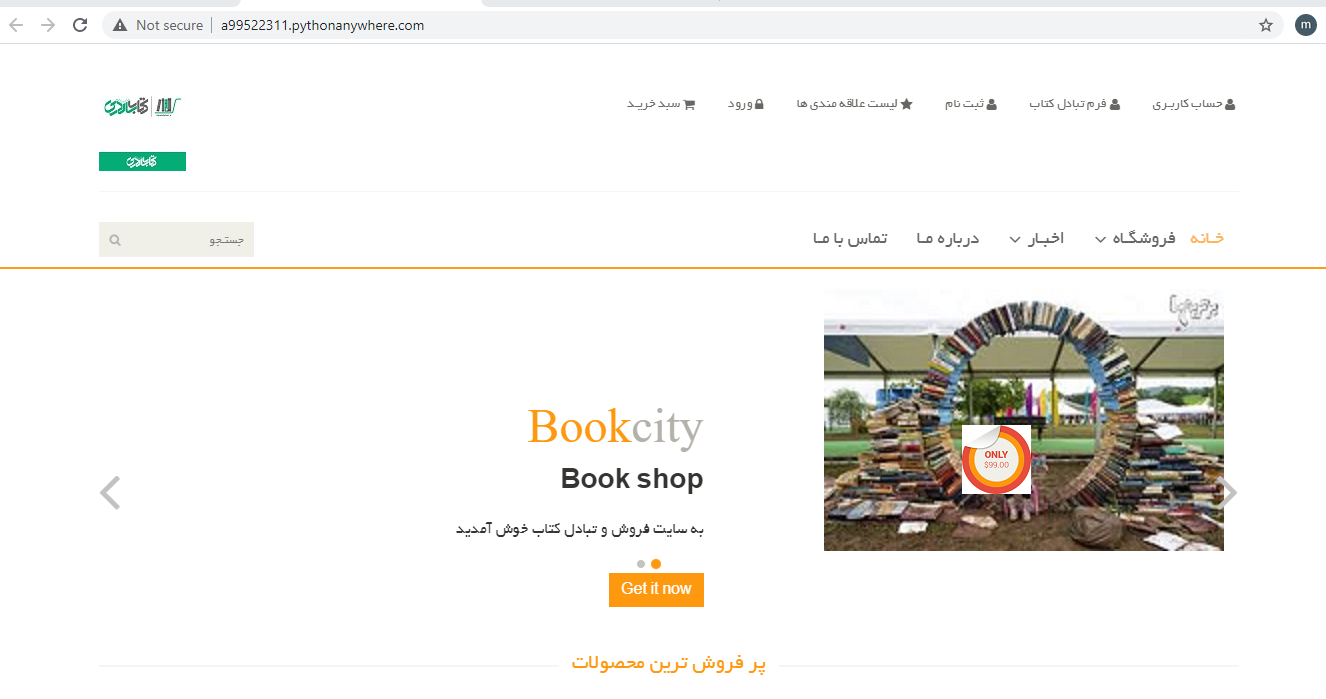 Not secure | a99522311.pythonanywhere.com
m
حساب کاربری فرم تبادل کتاب ثبت نام لیست علاقه مندی ها ورود سبد خرید
خانه فروشگاه اخبار درباره ما تماس با ما
جستجو
ONLY
$99.00
Bookcity
Book shop
به سایت فروش و تبادل کتاب خوش آمدید
Get it now
پر فروش ترین محصولات